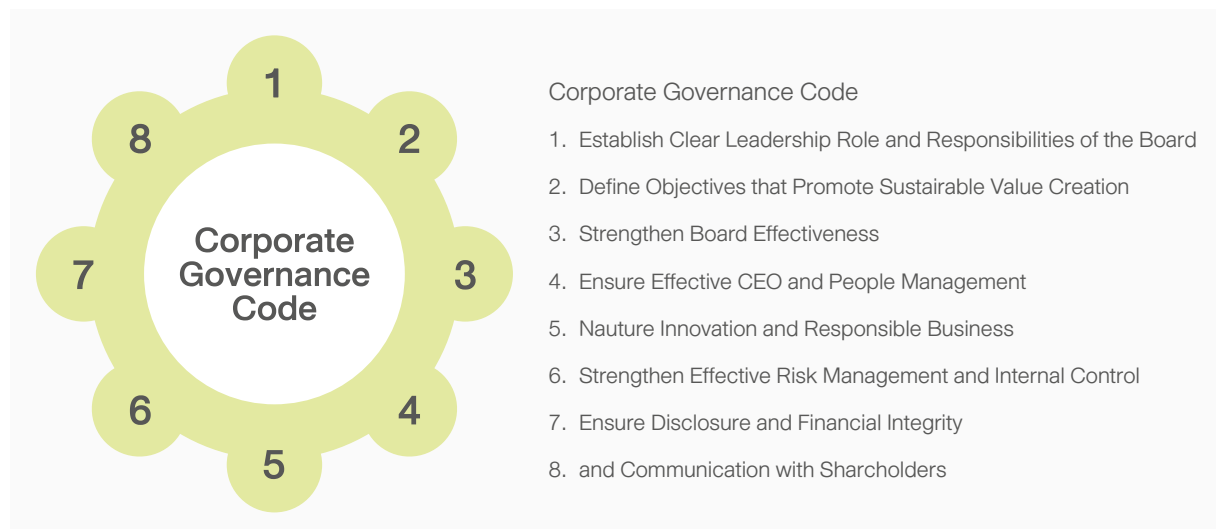 1
2
3
4
5
6
7
8
Corporate
Governance
Code
Corporate Governance Code
1. Establish Clear Leadership Role and Responsibilities of the Board
2. Define Objectives that Promote Sustairable Value Creation
3. Strengthen Board Effectiveness
4. Ensure Effective CEO and People Management
5. Nauture Innovation and Responsible Business
6. Strengthen Effective Risk Management and Internal Control
7. Ensure Disclosure and Financial Integrity
8. and Communication with Sharcholders